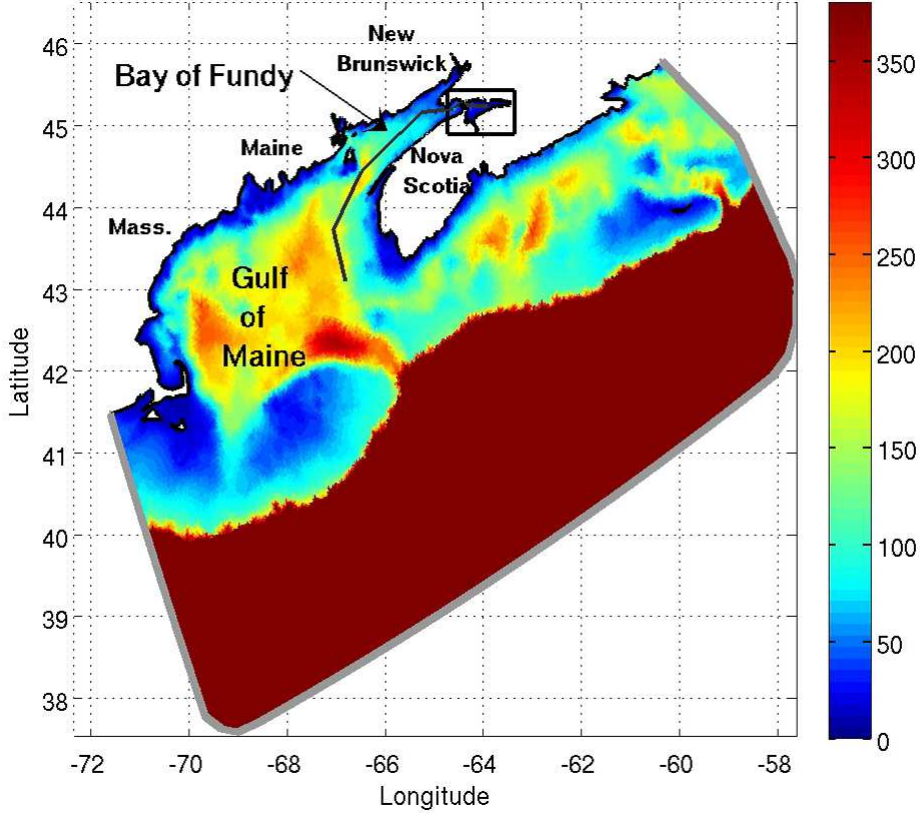 46
45
44
43
42
41
40
39
38
Latitude
-72
-70
-68
-66
-64
-62
-60
-58
Longitude
New
Brunswick
Bay of Fundy
Maine
A
Nova
Scotia
Mass.
Gulf
of
Maine
350
300
250
200
150
100
50
0